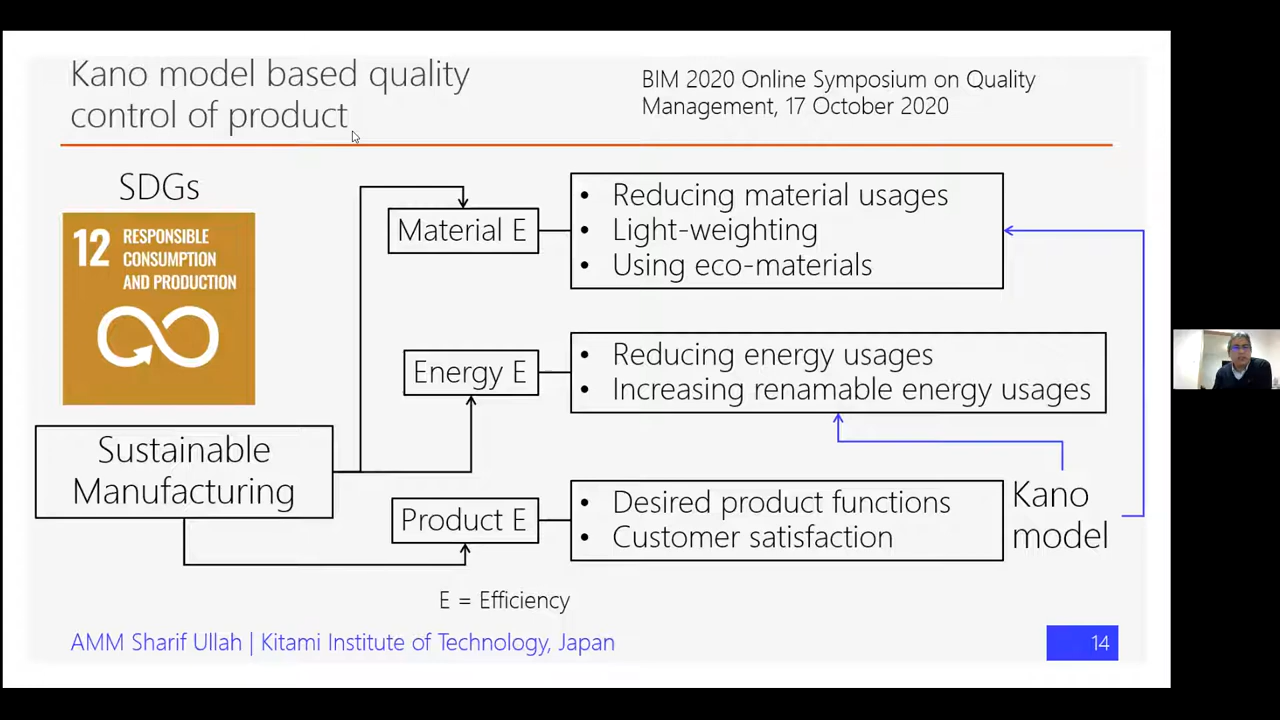 Kano model based quality
control of product
BIM 2020 Online Symposium on Quality
Management, 17 October 2020
SDGs
12 RESPONSIBLE
CONSUMPTION
AND PRODUCTION
Sustainable
Manufacturing
Material E
• Reducing material usages
• Light-weighting
• Using eco-materials
Energy E
• Reducing energy usages
• Increasing renamable energy usages
Product E
• Desired product functions
• Customer satisfaction
Kano
model
E = Efficiency
AMM Sharif Ullah | Kitami Institute of Technology, Japan
14